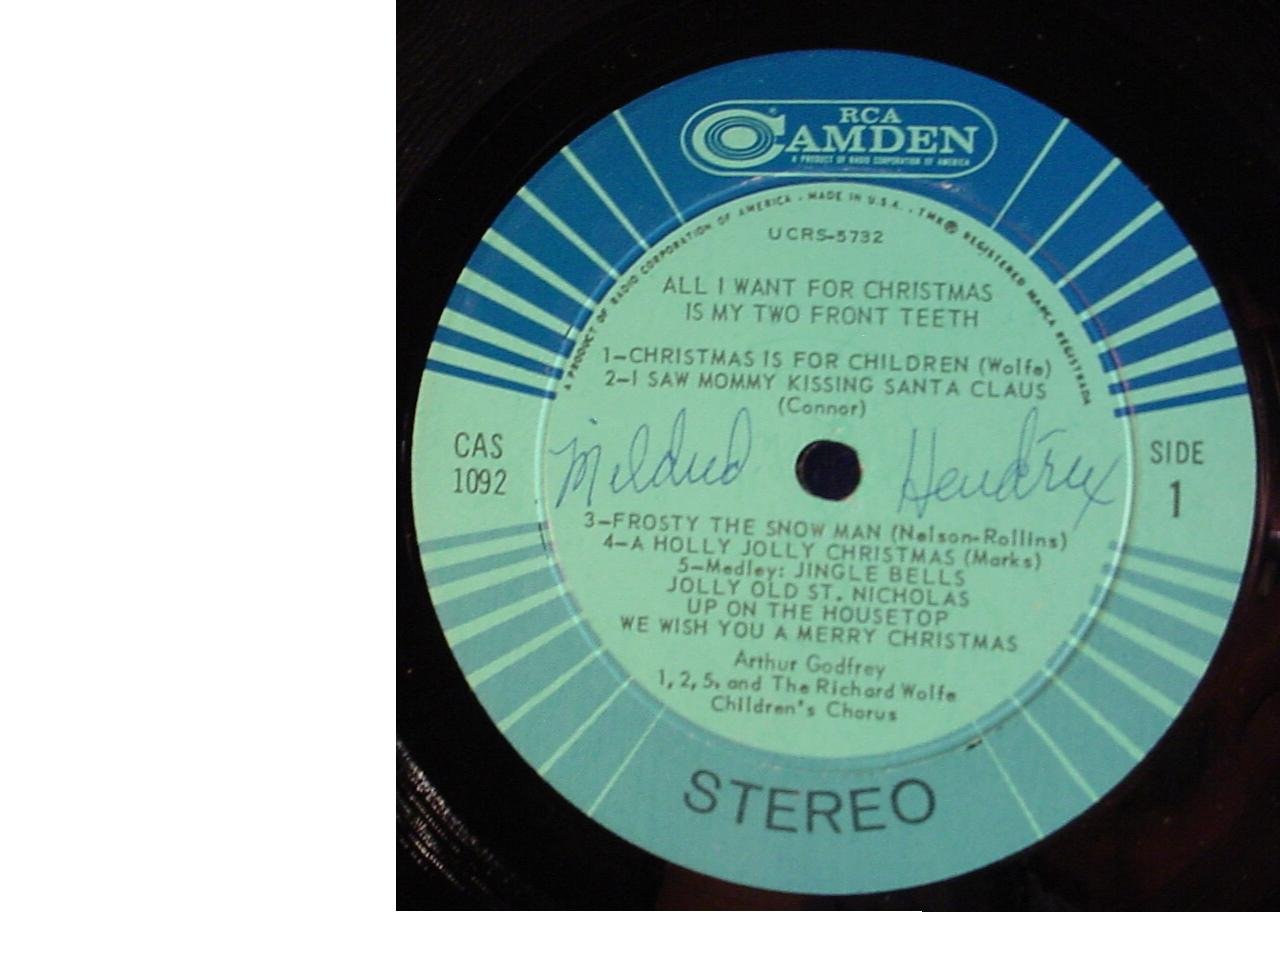 RCA
CAMDEN
A PRODUCT OF RADIO CORPORATION OF AMERICA
A PRODUCT OF RADIO CORPORATION OF AMERICA - MADE IN U.S.A. - TMK ® REGISTERED MARCA REGISTRADA
UCRS-5732
ALL I WANT FOR CHRISTMAS
IS MY TWO FRONT TEETH
1-CHRISTMAS IS FOR CHILDREN (Wolfe)
2-I SAW MOMMY KISSING SANTA CLAUS
(Connor)
CAS
1092
Mildred Hendrix
SIDE
1
3-FROSTY THE SNOW MAN (Nelson-Rollins)
4-A HOLLY JOLLY CHRISTMAS (Marks)
5-Medley: JINGLE BELLS
JOLLY OLD ST. NICHOLAS
UP ON THE HOUSETOP
WE WISH YOU A MERRY CHRISTMAS
Arthur Godfrey
1, 2, 5, and The Richard Wolfe
Children's Chorus
STEREO